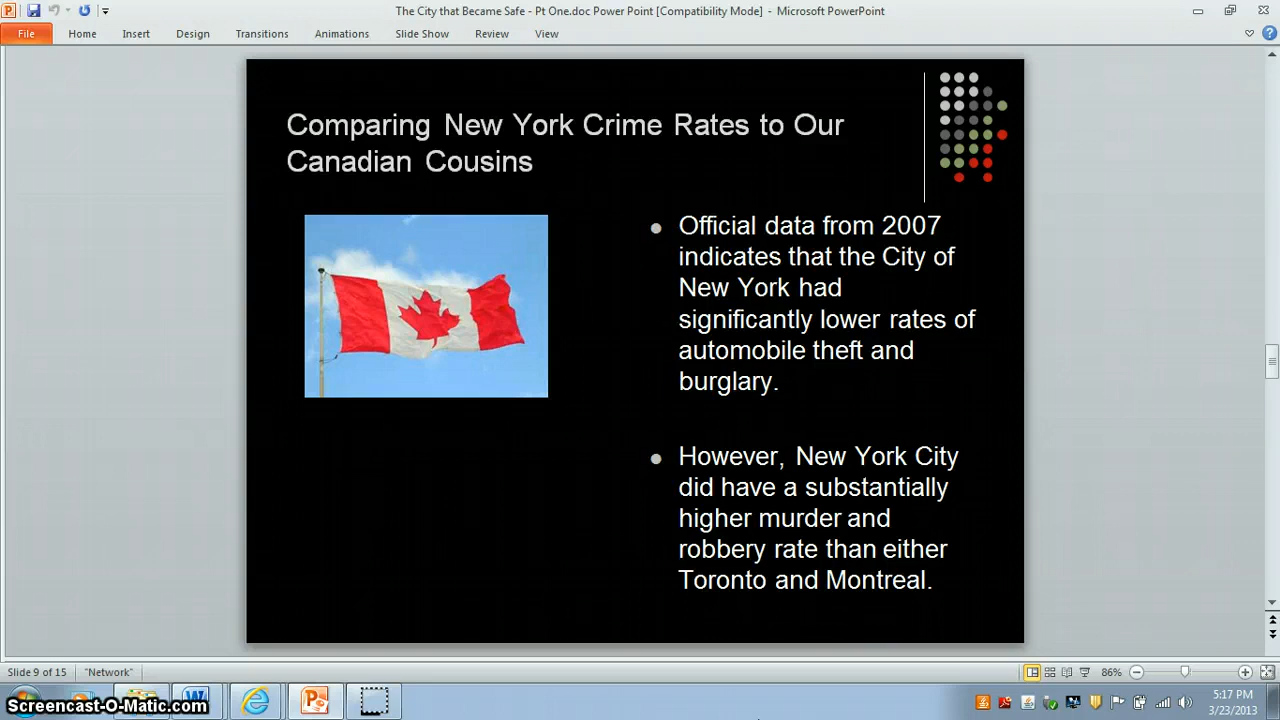 The City that Became Safe - Pt One.doc Power Point [Compatibility Mode] - Microsoft PowerPoint
File Home Insert Design Transitions Animations Slide Show Review View
Comparing New York Crime Rates to Our
Canadian Cousins
Official data from 2007
indicates that the City of
New York had
significantly lower rates of
automobile theft and
burglary.
However, New York City
did have a substantially
higher murder and
robbery rate than either
Toronto and Montreal.
Slide 9 of 15 "Network" 86%
Screencast-O-Matic.com
5:17 PM
3/23/2013